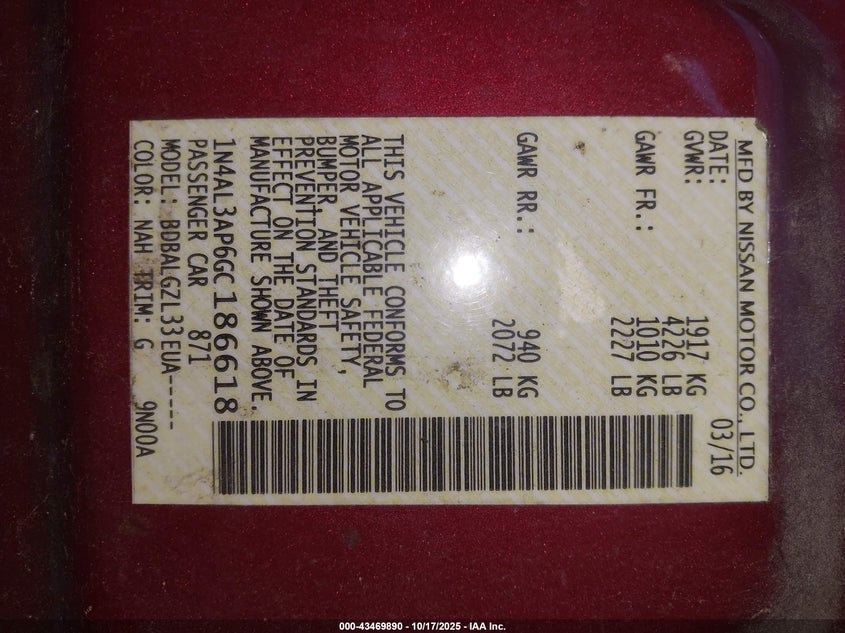 MFD BY NISSAN MOTOR CO., LTD.
DATE: 03/16
GVWR: 1917 KG
4226 LB
GAWR FR.: 1010 KG
2227 LB
GAWR RR.: 940 KG
2072 LB
THIS VEHICLE CONFORMS TO
ALL APPLICABLE FEDERAL
MOTOR VEHICLE SAFETY,
BUMPER, AND THEFT
PREVENTION STANDARDS IN
EFFECT ON THE DATE OF
MANUFACTURE SHOWN ABOVE.
1N4AL3AP6GC186618
PASSENGER CAR 871
MODEL: BDBALGZL33EUA-----
COLOR: NAH TRIM: G 9N00A
000-43469890 - 10/17/2025 - IAA Inc.